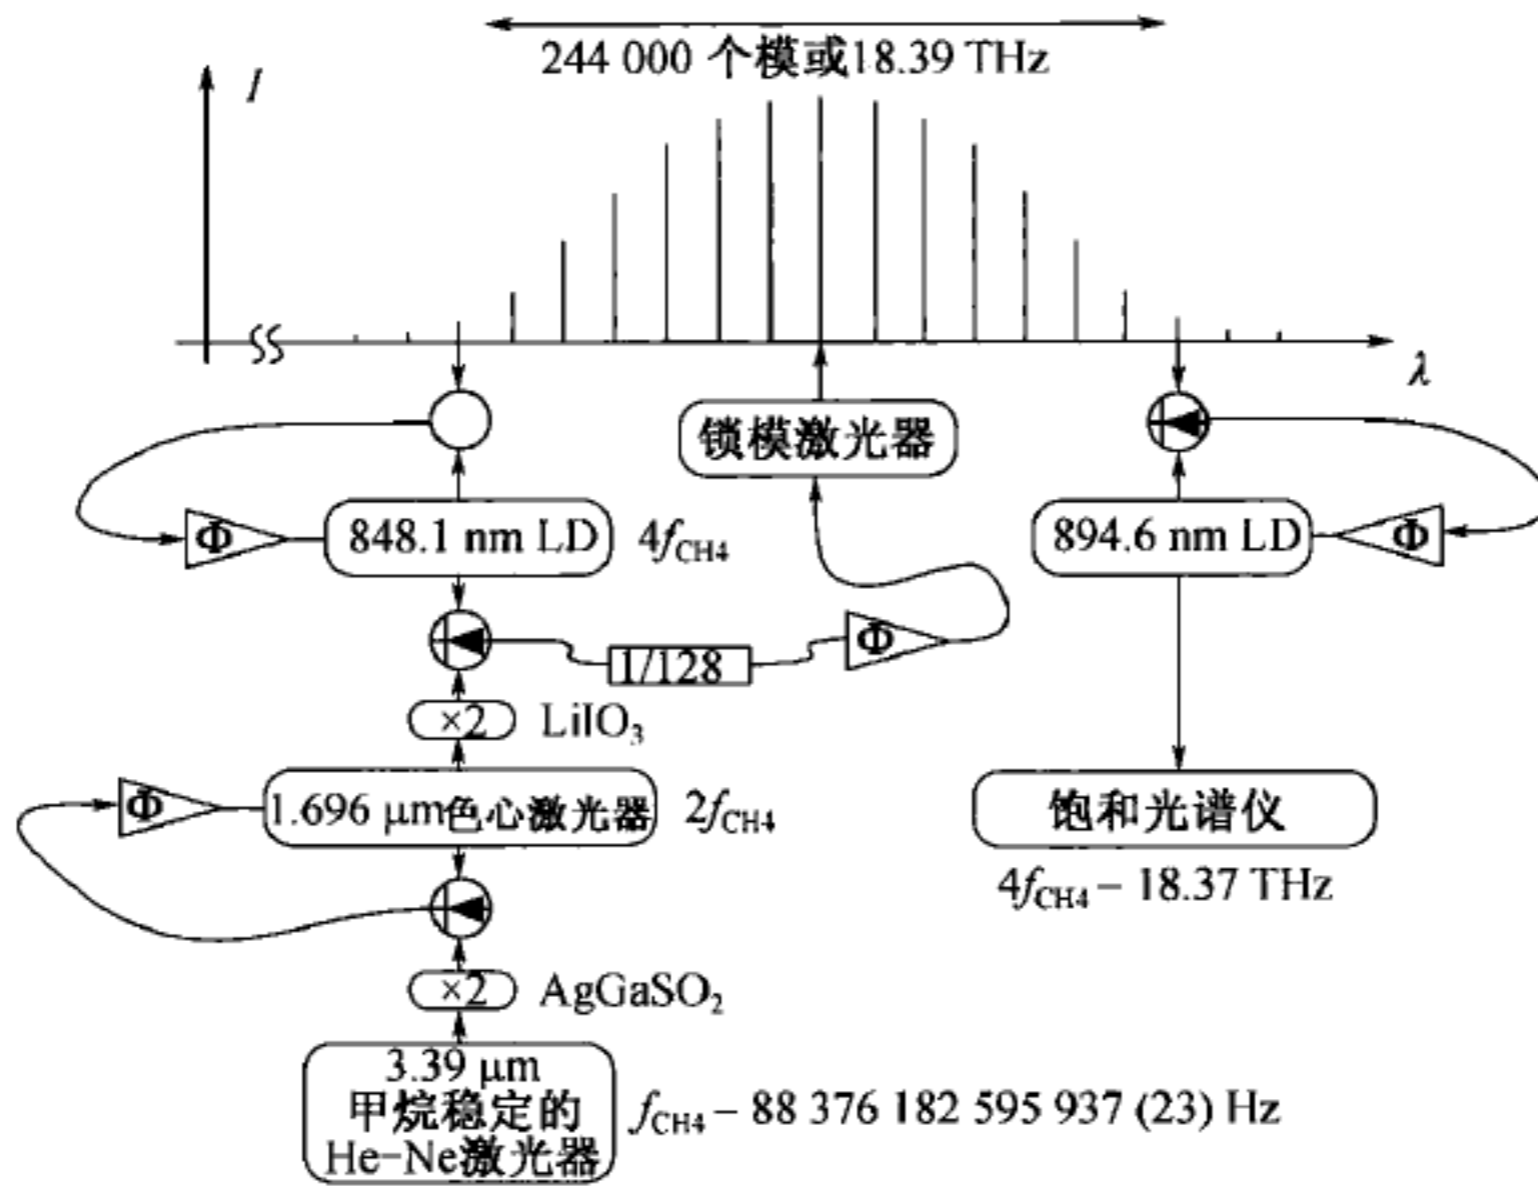 244 000 个模或18.39 THz
I
λ
锁模激光器
Φ
848.1 nm LD
4fCH4
894.6 nm LD
Φ
1/128
Φ
×2
LiIO3
Φ
1.696 μm色心激光器
2fCH4
饱和光谱仪
4fCH4 − 18.37 THz
×2
AgGaSO2
3.39 μm
甲烷稳定的
He−Ne激光器
fCH4 − 88 376 182 595 937 (23) Hz